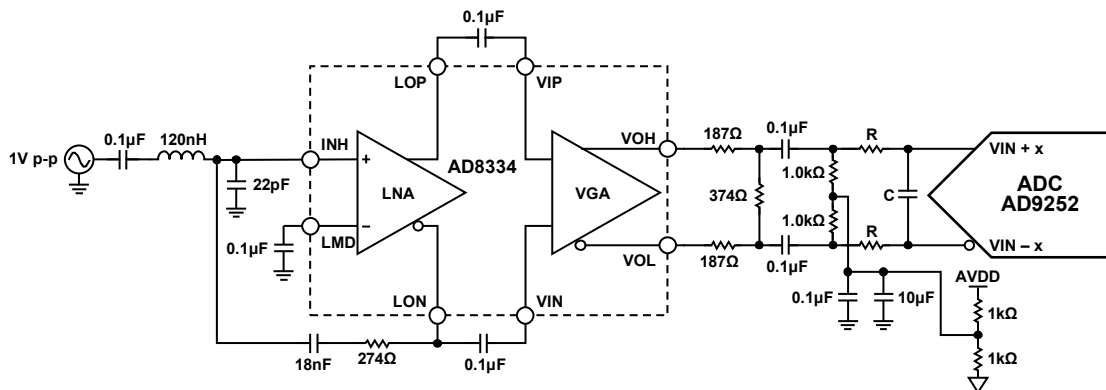 0.1µF
LOP
VIP
1V p-p
0.1µF
120nH
INH
22pF
LNA
AD8334
VGA
VOH
187Ω
0.1µF
R
VIN + x
1.0kΩ
374Ω
C
ADC
AD9252
1.0kΩ
R
VIN – x
0.1µF
LMD
VOL
187Ω
0.1µF
LON
VIN
18nF
274Ω
0.1µF
0.1µF
10µF
AVDD
1kΩ
1kΩ